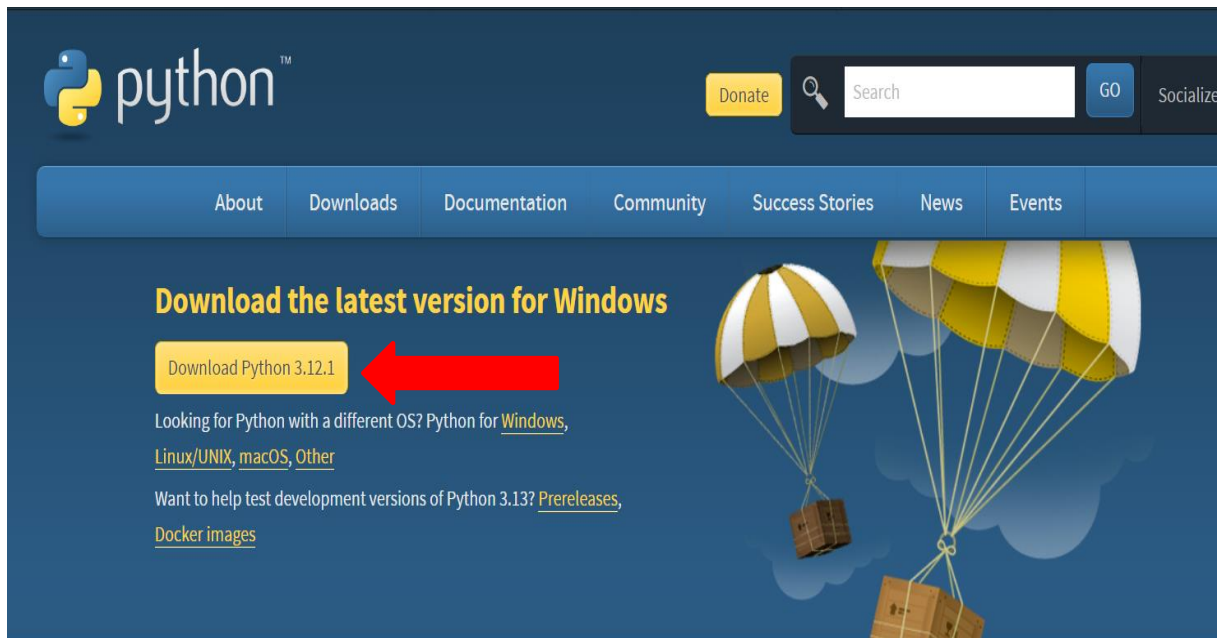 python™
Donate
Search
GO
Socialize
About
Downloads
Documentation
Community
Success Stories
News
Events
Download the latest version for Windows
Download Python 3.12.1
Looking for Python with a different OS? Python for Windows,
Linux/UNIX, macOS, Other
Want to help test development versions of Python 3.13? Prereleases,
Docker images